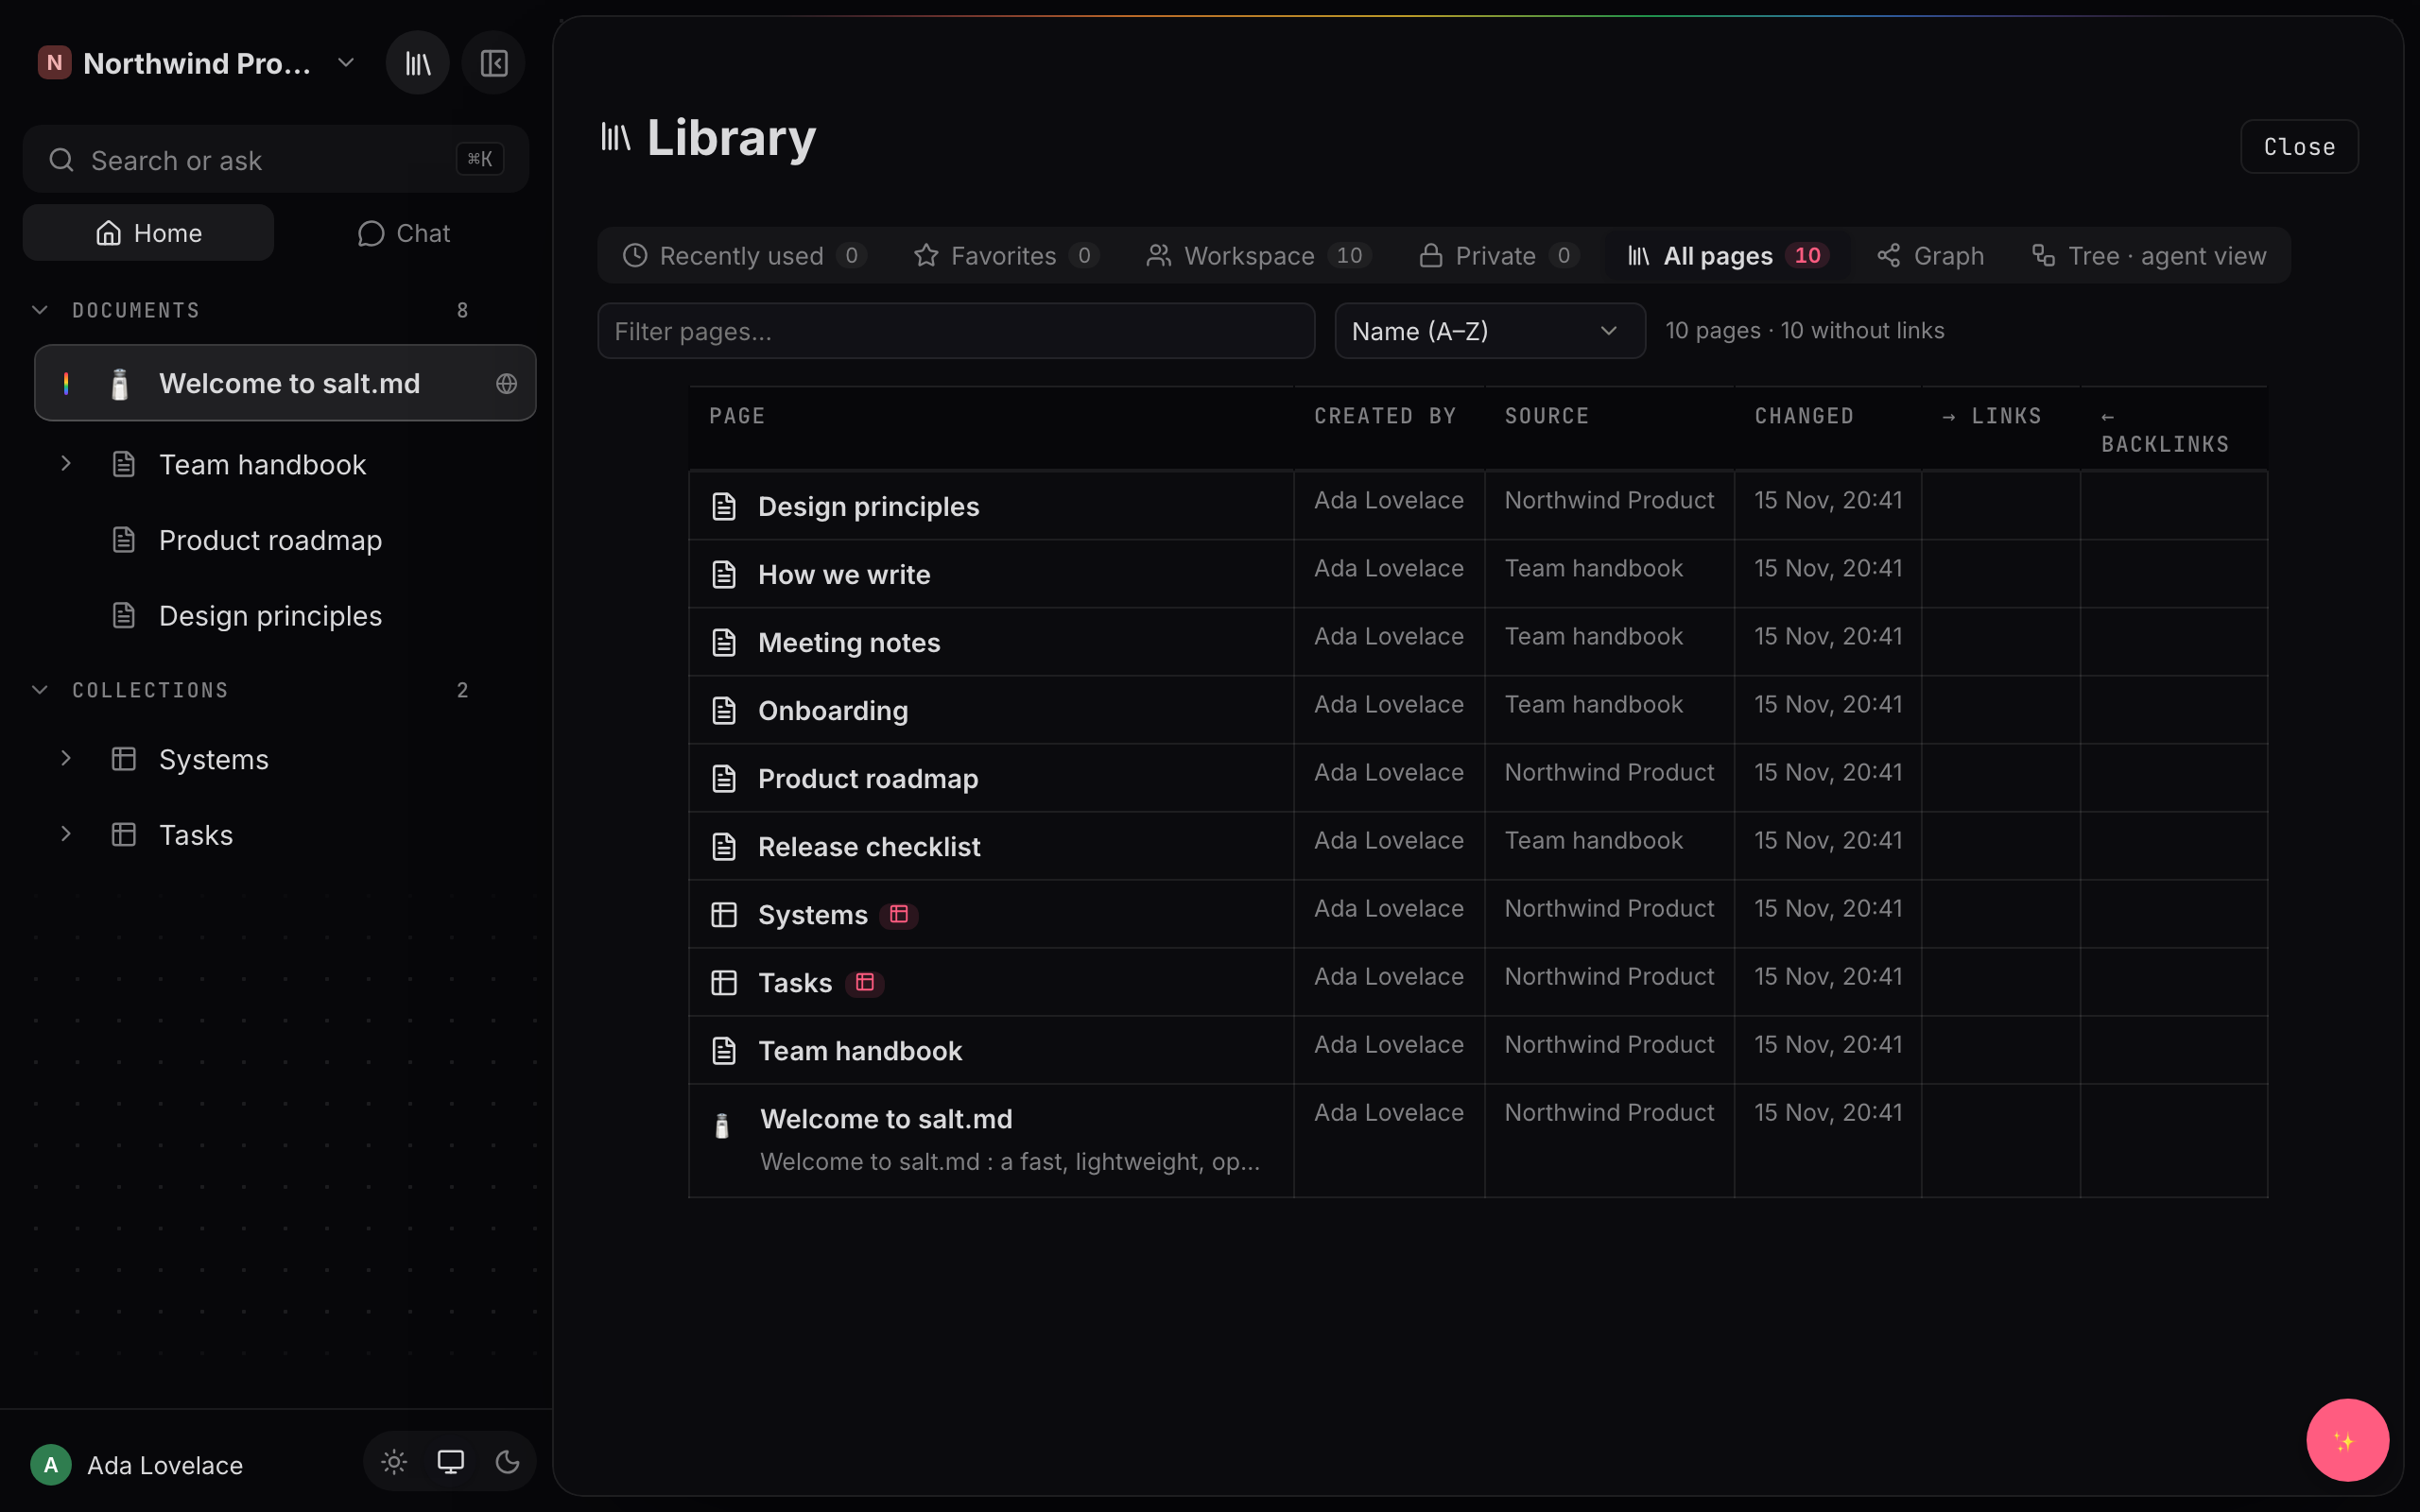 N Northwind Pro...
Search or ask ⌘K
Home Chat
DOCUMENTS 8
Welcome to salt.md
Team handbook
Product roadmap
Design principles
COLLECTIONS 2
Systems
Tasks
A Ada Lovelace
Library
Close
Recently used 0 Favorites 0 Workspace 10 Private 0 All pages 10 Graph Tree · agent view
Filter pages... Name (A–Z) 10 pages · 10 without links
PAGE CREATED BY SOURCE CHANGED → LINKS ←
BACKLINKS
Design principles Ada Lovelace Northwind Product 15 Nov, 20:41
How we write Ada Lovelace Team handbook 15 Nov, 20:41
Meeting notes Ada Lovelace Team handbook 15 Nov, 20:41
Onboarding Ada Lovelace Team handbook 15 Nov, 20:41
Product roadmap Ada Lovelace Northwind Product 15 Nov, 20:41
Release checklist Ada Lovelace Team handbook 15 Nov, 20:41
Systems Ada Lovelace Northwind Product 15 Nov, 20:41
Tasks Ada Lovelace Northwind Product 15 Nov, 20:41
Team handbook Ada Lovelace Northwind Product 15 Nov, 20:41
Welcome to salt.md Ada Lovelace Northwind Product 15 Nov, 20:41
Welcome to salt.md : a fast, lightweight, op...